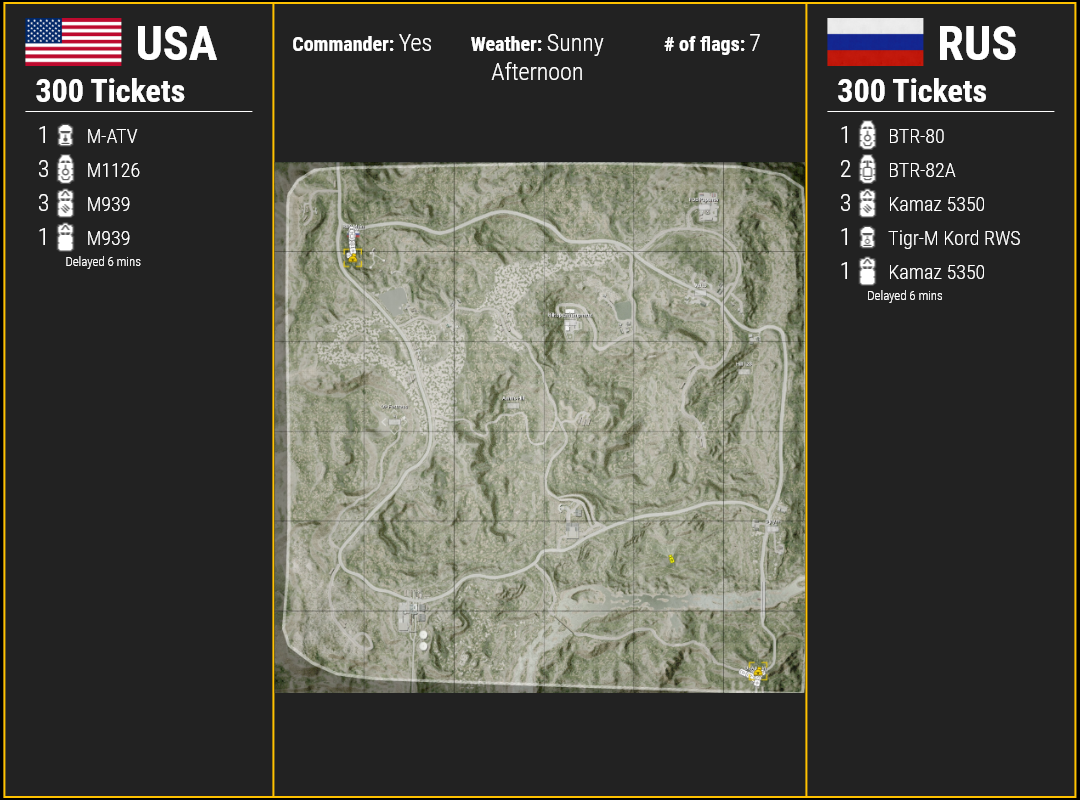 USA
300 Tickets
1 M-ATV
3 M1126
3 M939
1 M939
Delayed 6 mins
Commander: Yes
Weather: Sunny
Afternoon
# of flags: 7
RUS
300 Tickets
1 BTR-80
2 BTR-82A
3 Kamaz 5350
1 Tigr-M Kord RWS
1 Kamaz 5350
Delayed 6 mins